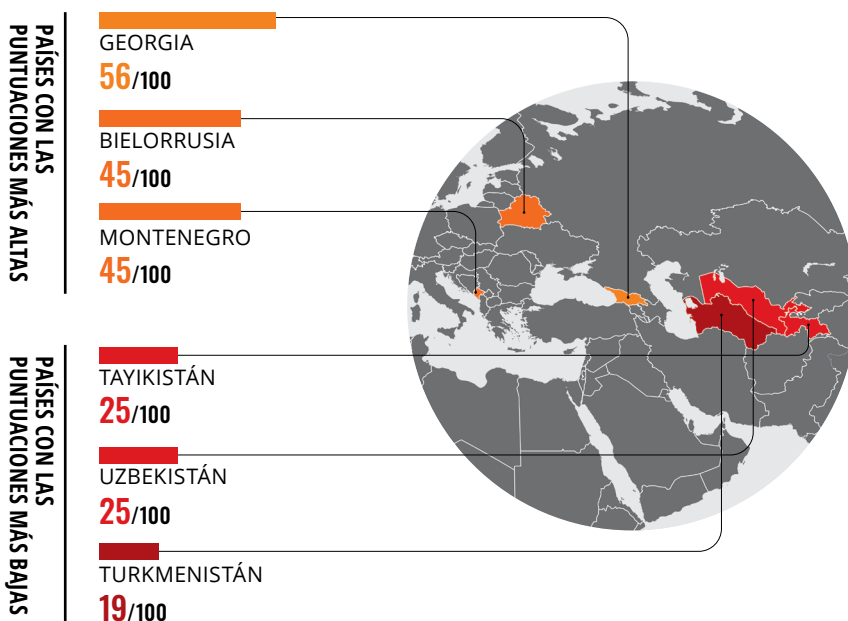 PAÍSES CON LAS
PUNTUACIONES MÁS ALTAS
GEORGIA
56/100
BIELORRUSIA
45/100
MONTENEGRO
45/100
PAÍSES CON LAS
PUNTUACIONES MÁS BAJAS
TAYIKISTÁN
25/100
UZBEKISTÁN
25/100
TURKMENISTÁN
19/100